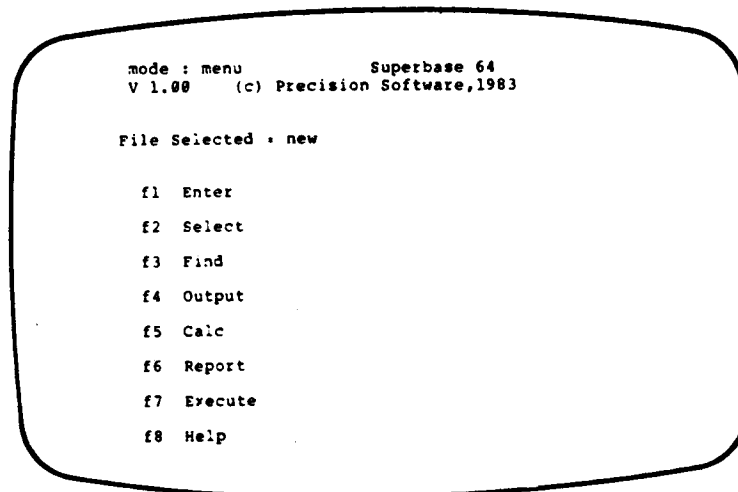 mode : menu Superbase 64
V 1.00 (c) Precision Software,1983
File Selected : new
f1 Enter
f2 Select
f3 Find
f4 Output
f5 Calc
f6 Report
f7 Execute
f8 Help